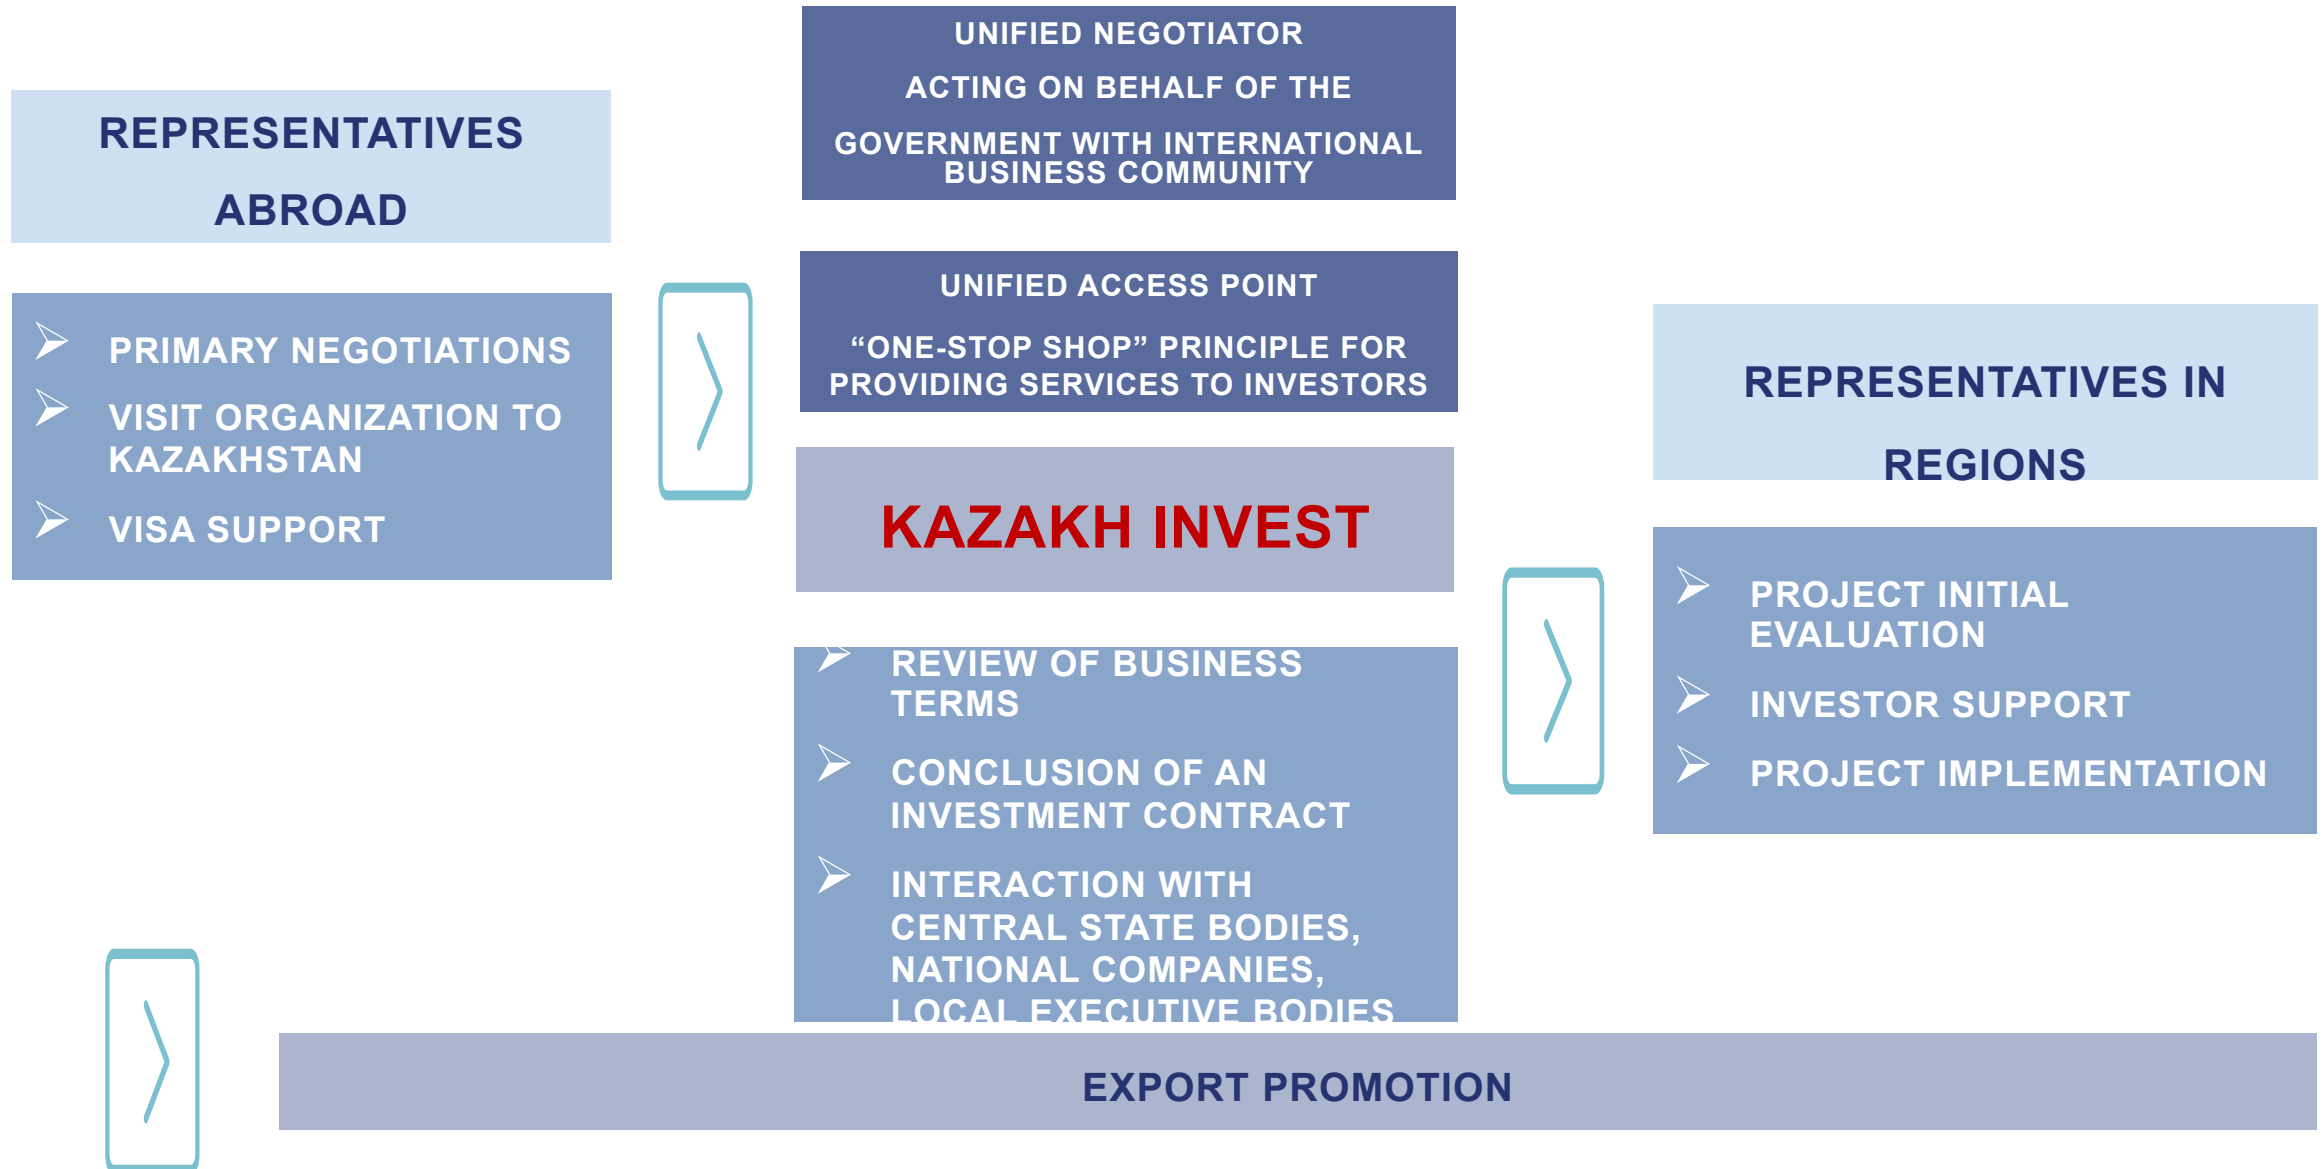 REPRESENTATIVES
ABROAD
PRIMARY NEGOTIATIONS
VISIT ORGANIZATION TO
KAZAKHSTAN
VISA SUPPORT
UNIFIED NEGOTIATOR
ACTING ON BEHALF OF THE
GOVERNMENT WITH INTERNATIONAL
BUSINESS COMMUNITY
UNIFIED ACCESS POINT
“ONE-STOP SHOP” PRINCIPLE FOR
PROVIDING SERVICES TO INVESTORS
KAZAKH INVEST
REVIEW OF BUSINESS
TERMS
CONCLUSION OF AN
INVESTMENT CONTRACT
INTERACTION WITH
CENTRAL STATE BODIES,
NATIONAL COMPANIES,
LOCAL EXECUTIVE BODIES
REPRESENTATIVES IN
REGIONS
PROJECT INITIAL
EVALUATION
INVESTOR SUPPORT
PROJECT IMPLEMENTATION
EXPORT PROMOTION